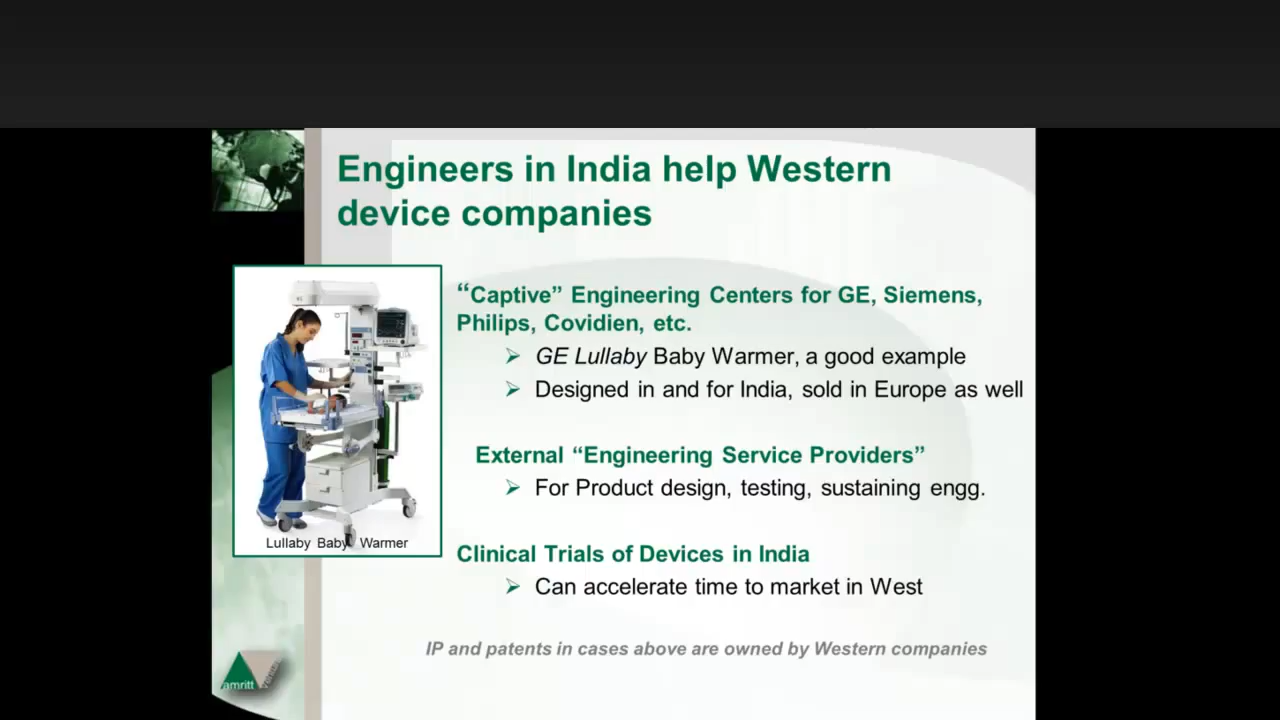 Engineers in India help Western
device companies
“Captive” Engineering Centers for GE, Siemens,
Philips, Covidien, etc.
GE Lullaby Baby Warmer, a good example
Designed in and for India, sold in Europe as well
External “Engineering Service Providers”
For Product design, testing, sustaining engg.
Clinical Trials of Devices in India
Can accelerate time to market in West
IP and patents in cases above are owned by Western companies
Lullaby Baby Warmer
amritt